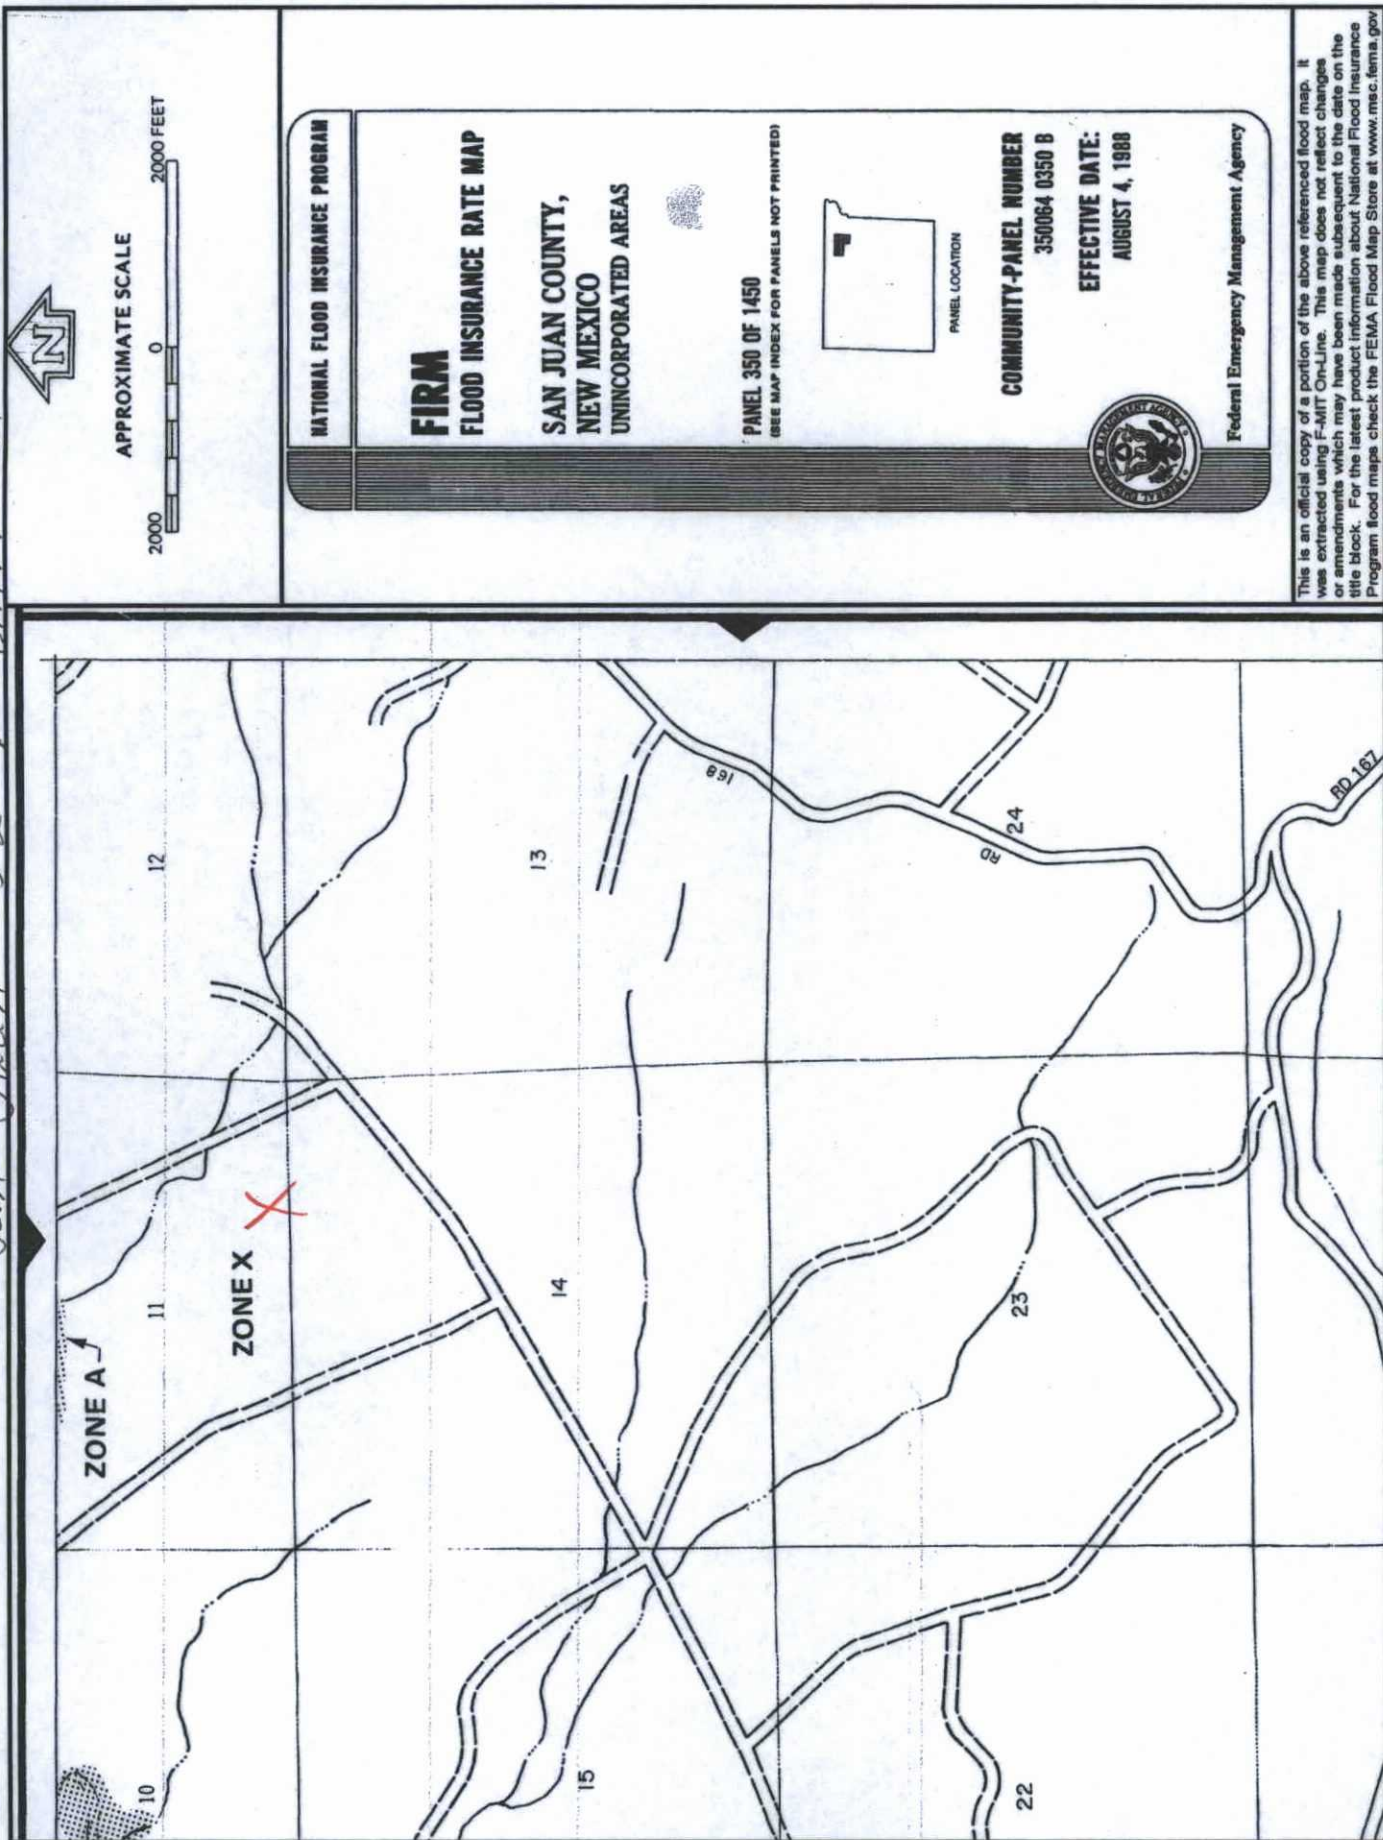 APPROXIMATE SCALE
2000 0 2000 FEET
N
NATIONAL FLOOD INSURANCE PROGRAM
FIRM
FLOOD INSURANCE RATE MAP
SAN JUAN COUNTY,
NEW MEXICO
UNINCORPORATED AREAS
PANEL 350 OF 1450
(SEE MAP INDEX FOR PANELS NOT PRINTED)
PANEL LOCATION
COMMUNITY-PANEL NUMBER
350064 0350 B
EFFECTIVE DATE:
AUGUST 4, 1988
Federal Emergency Management Agency
This is an official copy of a portion of the above referenced flood map. It
was extracted using F-MIT On-Line. This map does not reflect changes
or amendments which may have been made subsequent to the date on the
title block. For the latest product information about National Flood Insurance
Program flood maps check the FEMA Flood Map Store at www.msc.fema.gov
ZONE A
ZONE X
10
11
12
13
14
15
22
23
24
RD 168
RD 167